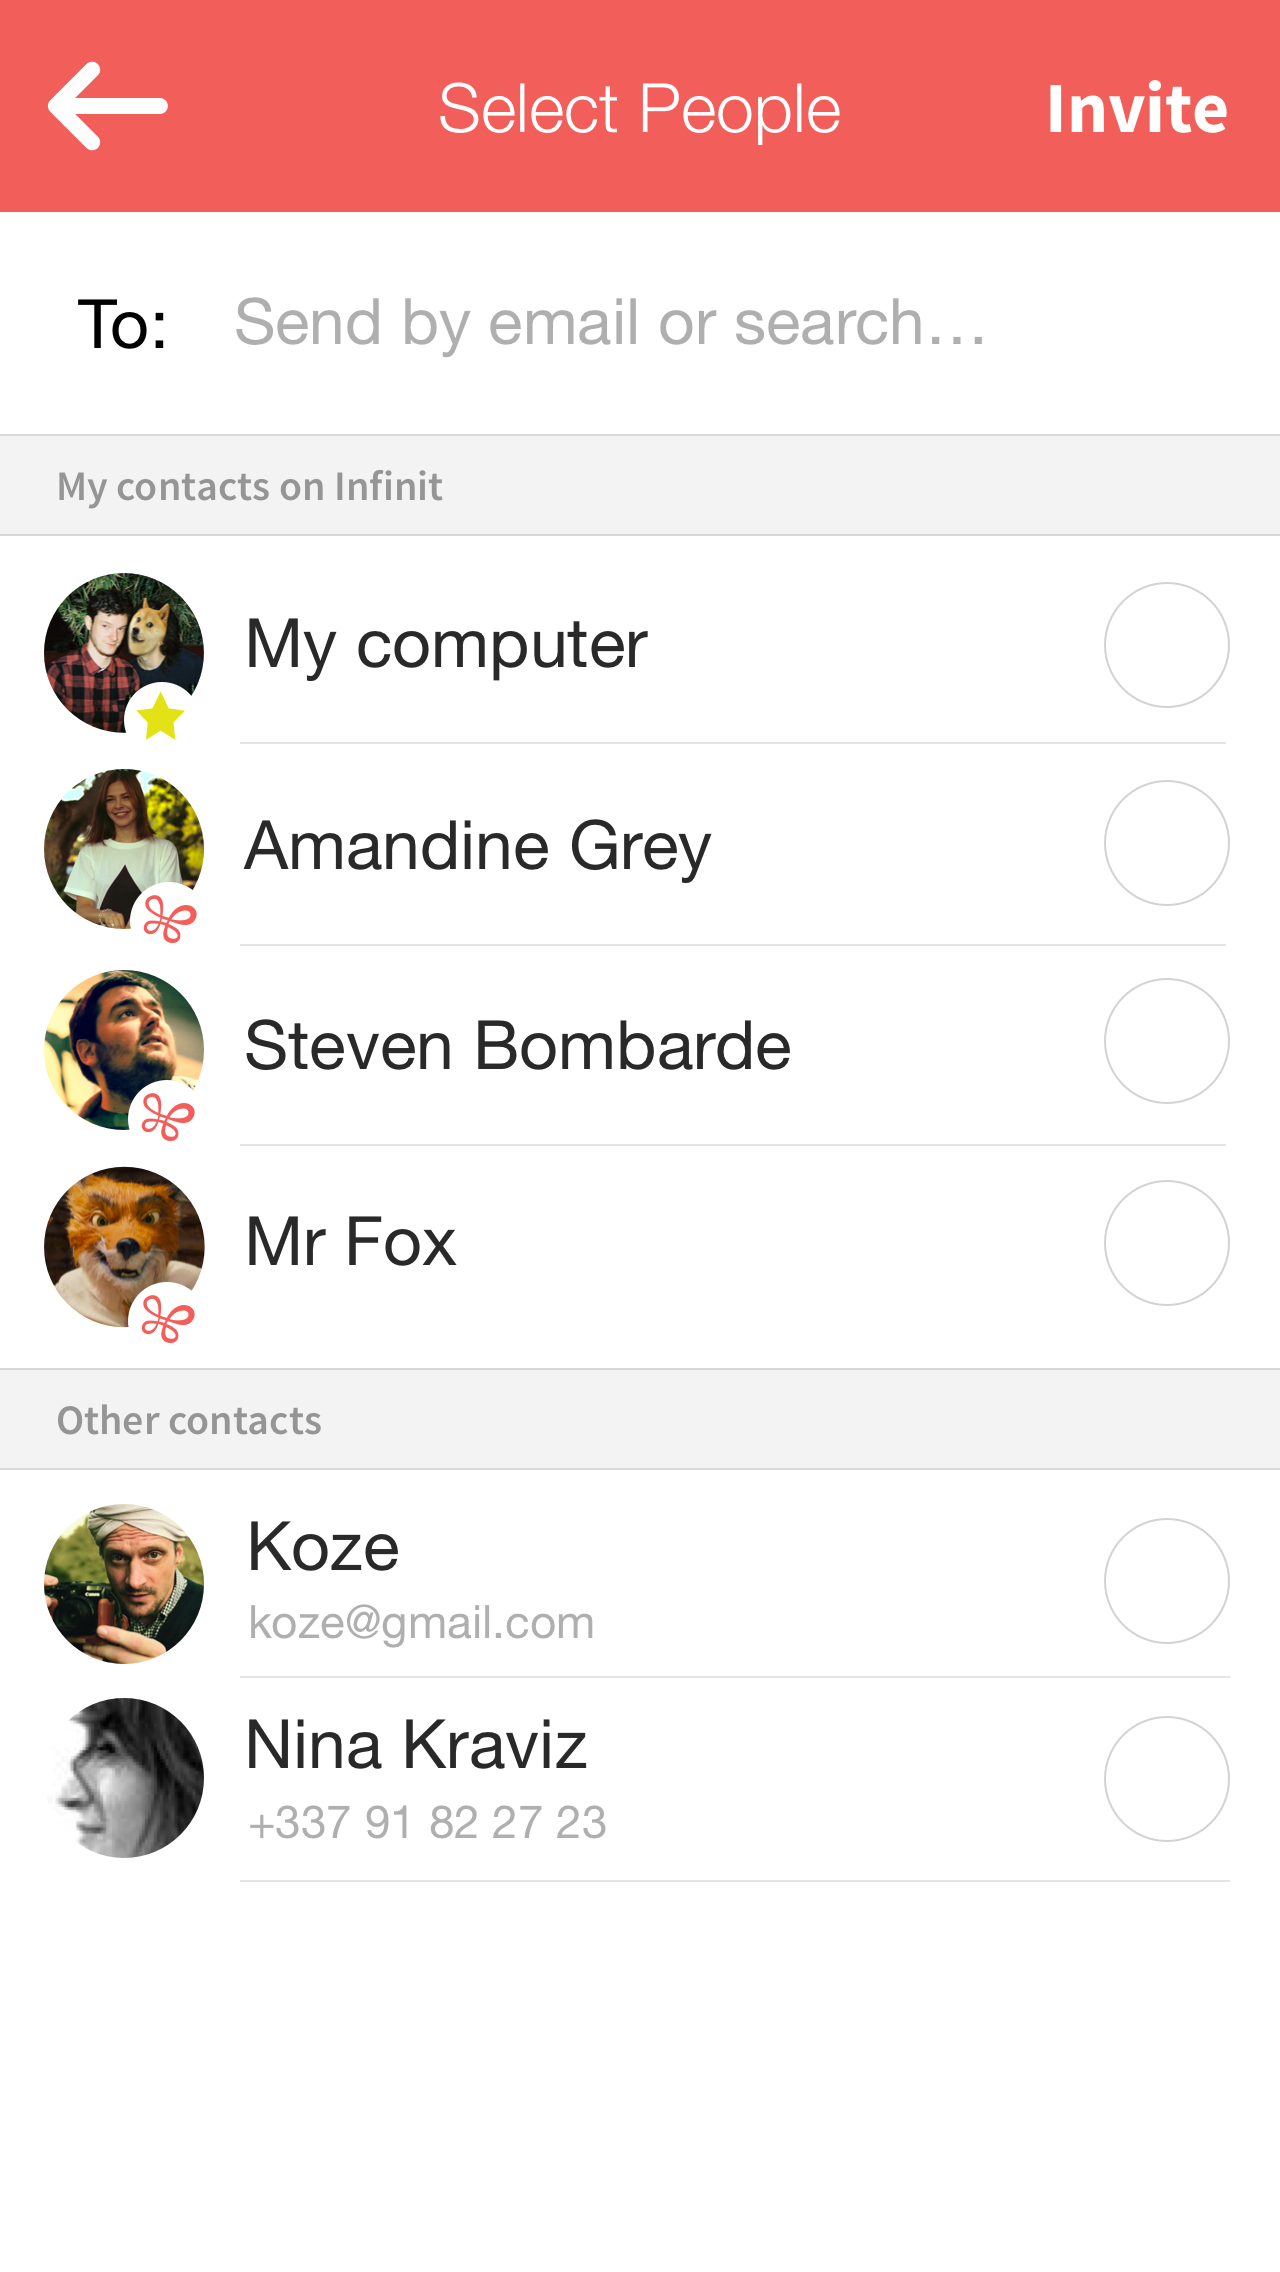 Select People
Invite
To:
Send by email or search...
My contacts on Infinit
My computer
Amandine Grey
Steven Bombarde
Mr Fox
Other contacts
Koze
koze@gmail.com
Nina Kraviz
+337 91 82 27 23